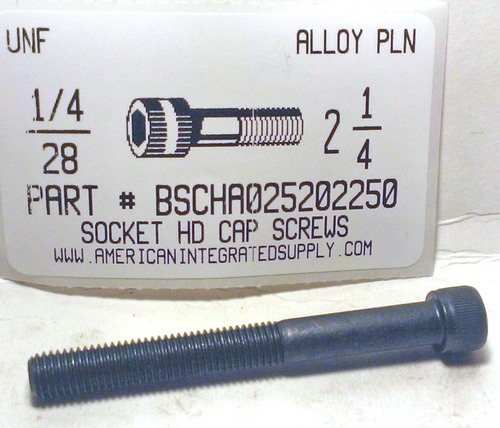 UNF ALLOY PLN
1/4
28
2 1/4
PART # BSCHA025202250
SOCKET HD CAP SCREWS
WWW.AMERICANINTEGRATEDSUPPLY.COM